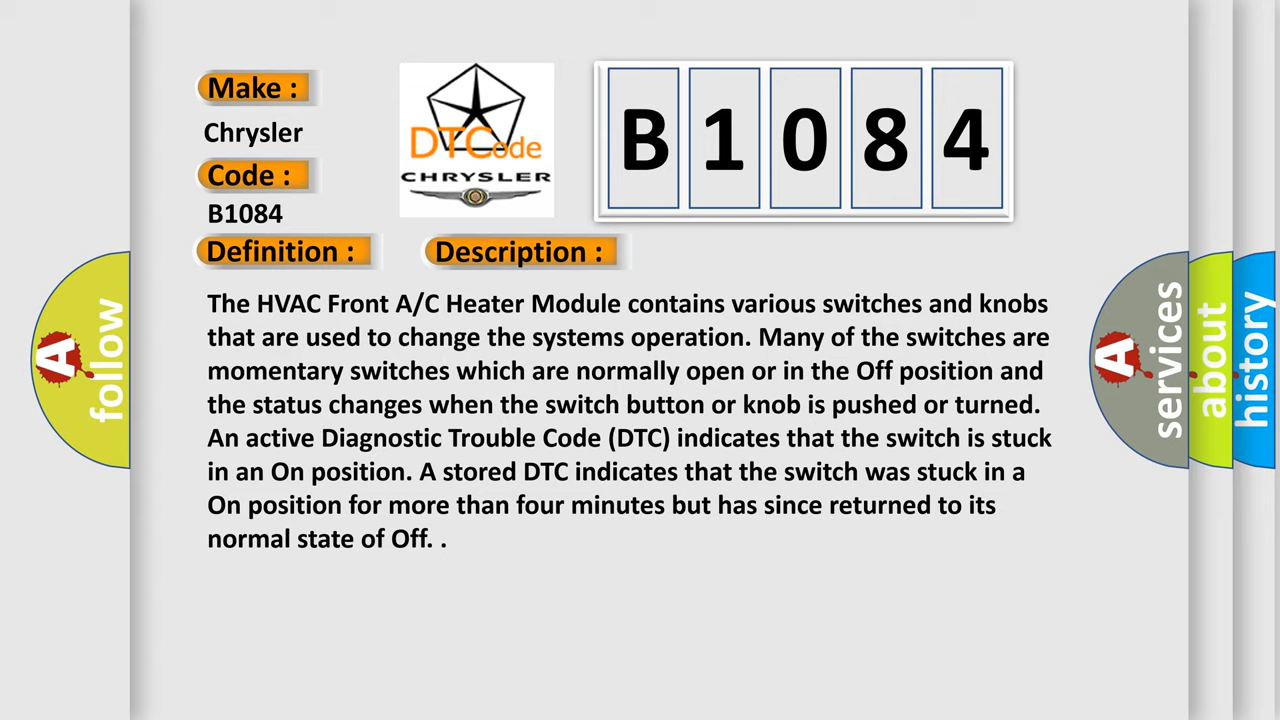 Make :
Chrysler
Code :
B1084
Definition :
Description :
DTCode
CHRYSLER
B1084
The HVAC Front A/C Heater Module contains various switches and knobs
that are used to change the systems operation. Many of the switches are
momentary switches which are normally open or in the Off position and
the status changes when the switch button or knob is pushed or turned.
An active Diagnostic Trouble Code (DTC) indicates that the switch is stuck
in an On position. A stored DTC indicates that the switch was stuck in a
On position for more than four minutes but has since returned to its
normal state of Off. .
A follow
A services
about
history